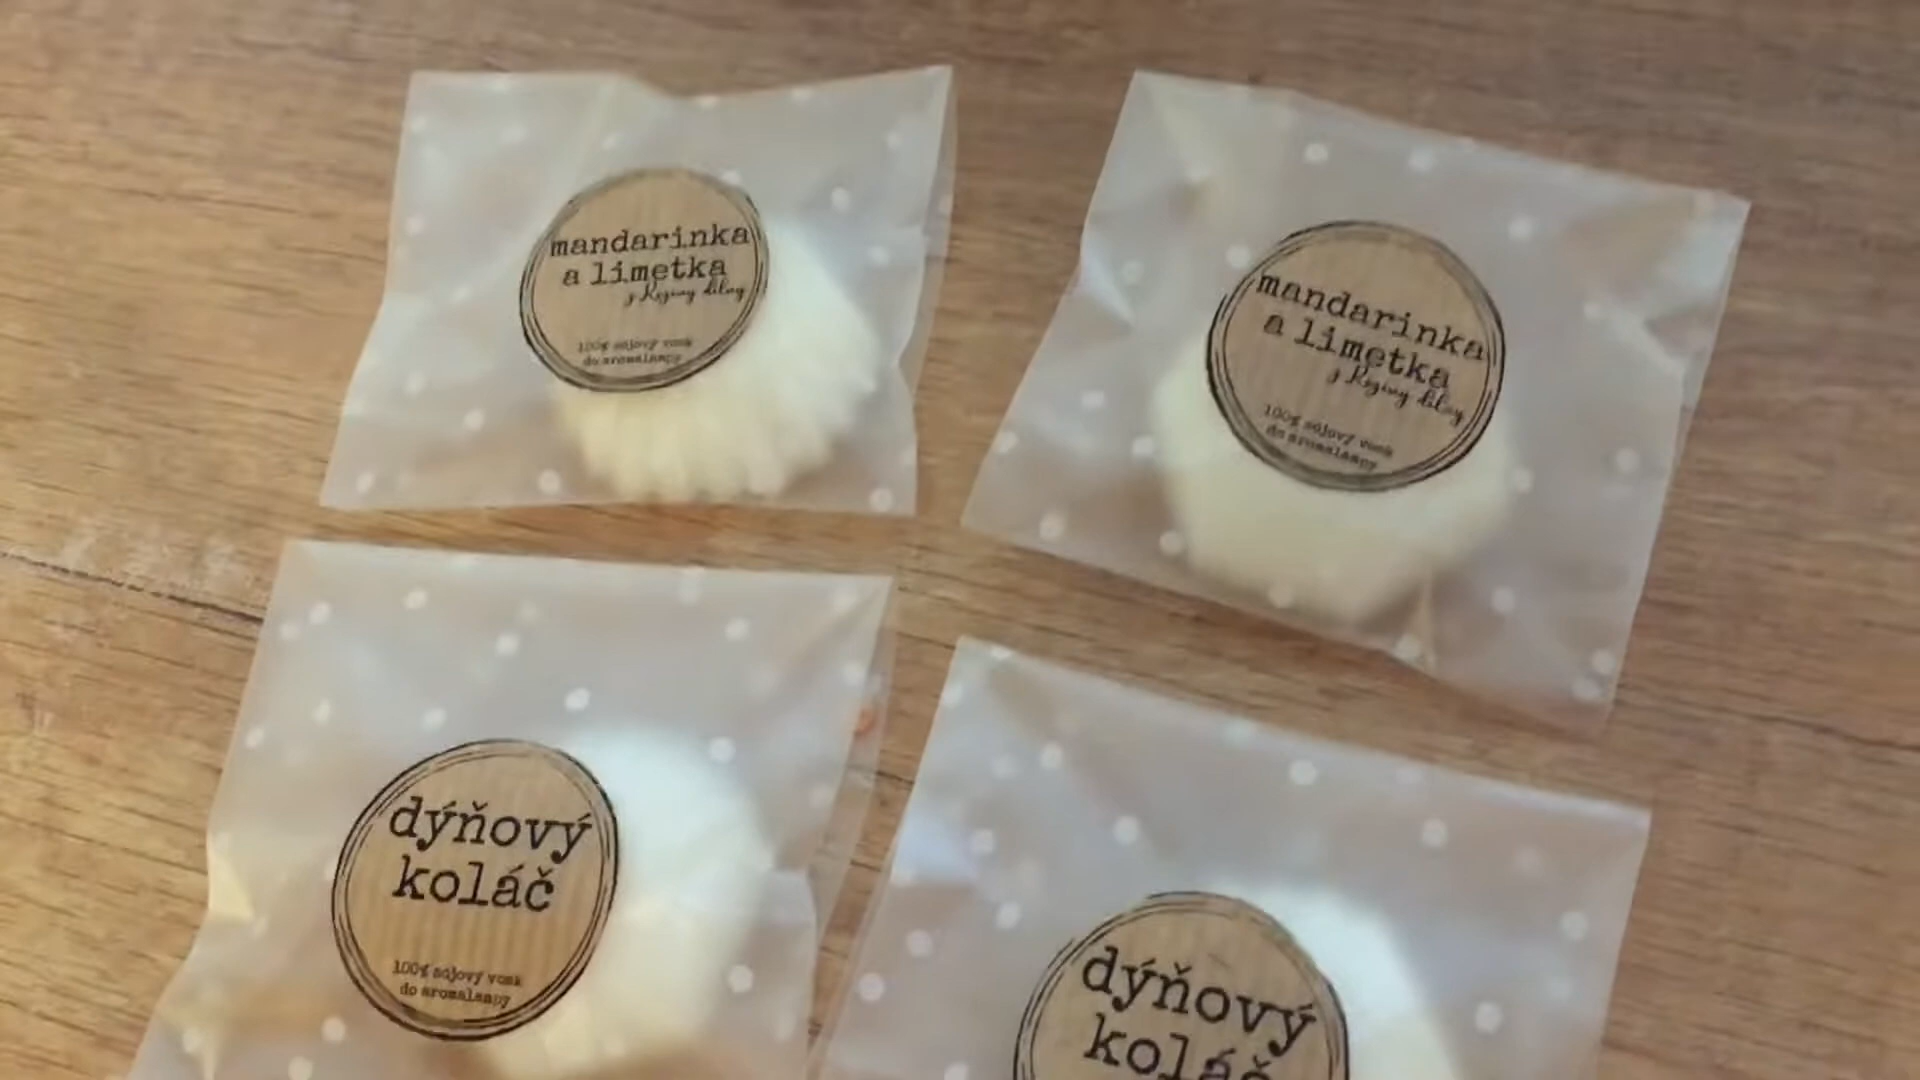 mandarinka
a limetka
100g sójový vosk
do aromalampy
mandarinka
a limetka
100g sójový vosk
do aromalampy
dýňový
koláč
100g sójový vosk
do aromalampy
dýňový
koláč